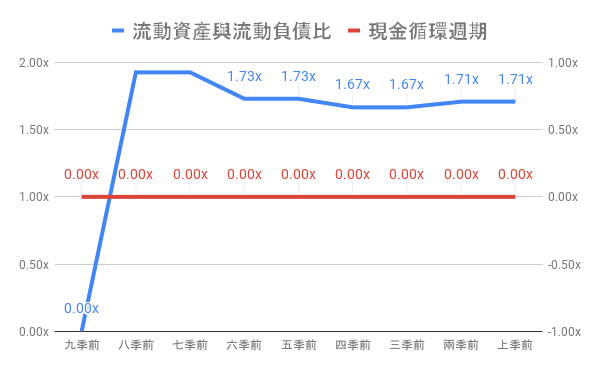 流動資產與流動負債比 現金循環週期
2.00x 1.00x
1.73x 1.73x 1.67x 1.67x 1.71x 1.71x
1.50x 0.50x
0.00x 0.00x 0.00x 0.00x 0.00x 0.00x 0.00x 0.00x 0.00x
1.00x 0.00x
0.50x -0.50x
0.00x
0.00x -1.00x
九季前 八季前 七季前 六季前 五季前 四季前 三季前 兩季前 上季前